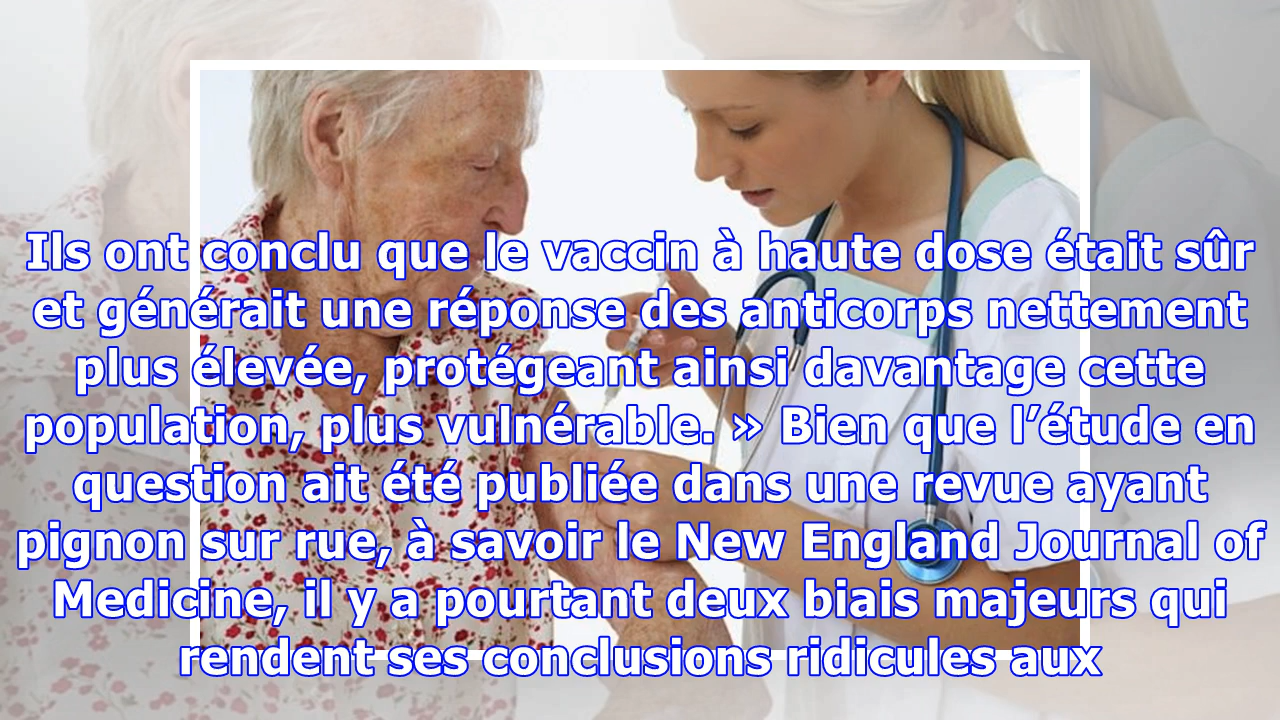 Ils ont conclu que le vaccin à haute dose était sûr
et générait une réponse des anticorps nettement
plus élevée, protégeant ainsi davantage cette
population, plus vulnérable. » Bien que l’étude en
question ait été publiée dans une revue ayant
pignon sur rue, à savoir le New England Journal of
Medicine, il y a pourtant deux biais majeurs qui
rendent ses conclusions ridicules aux